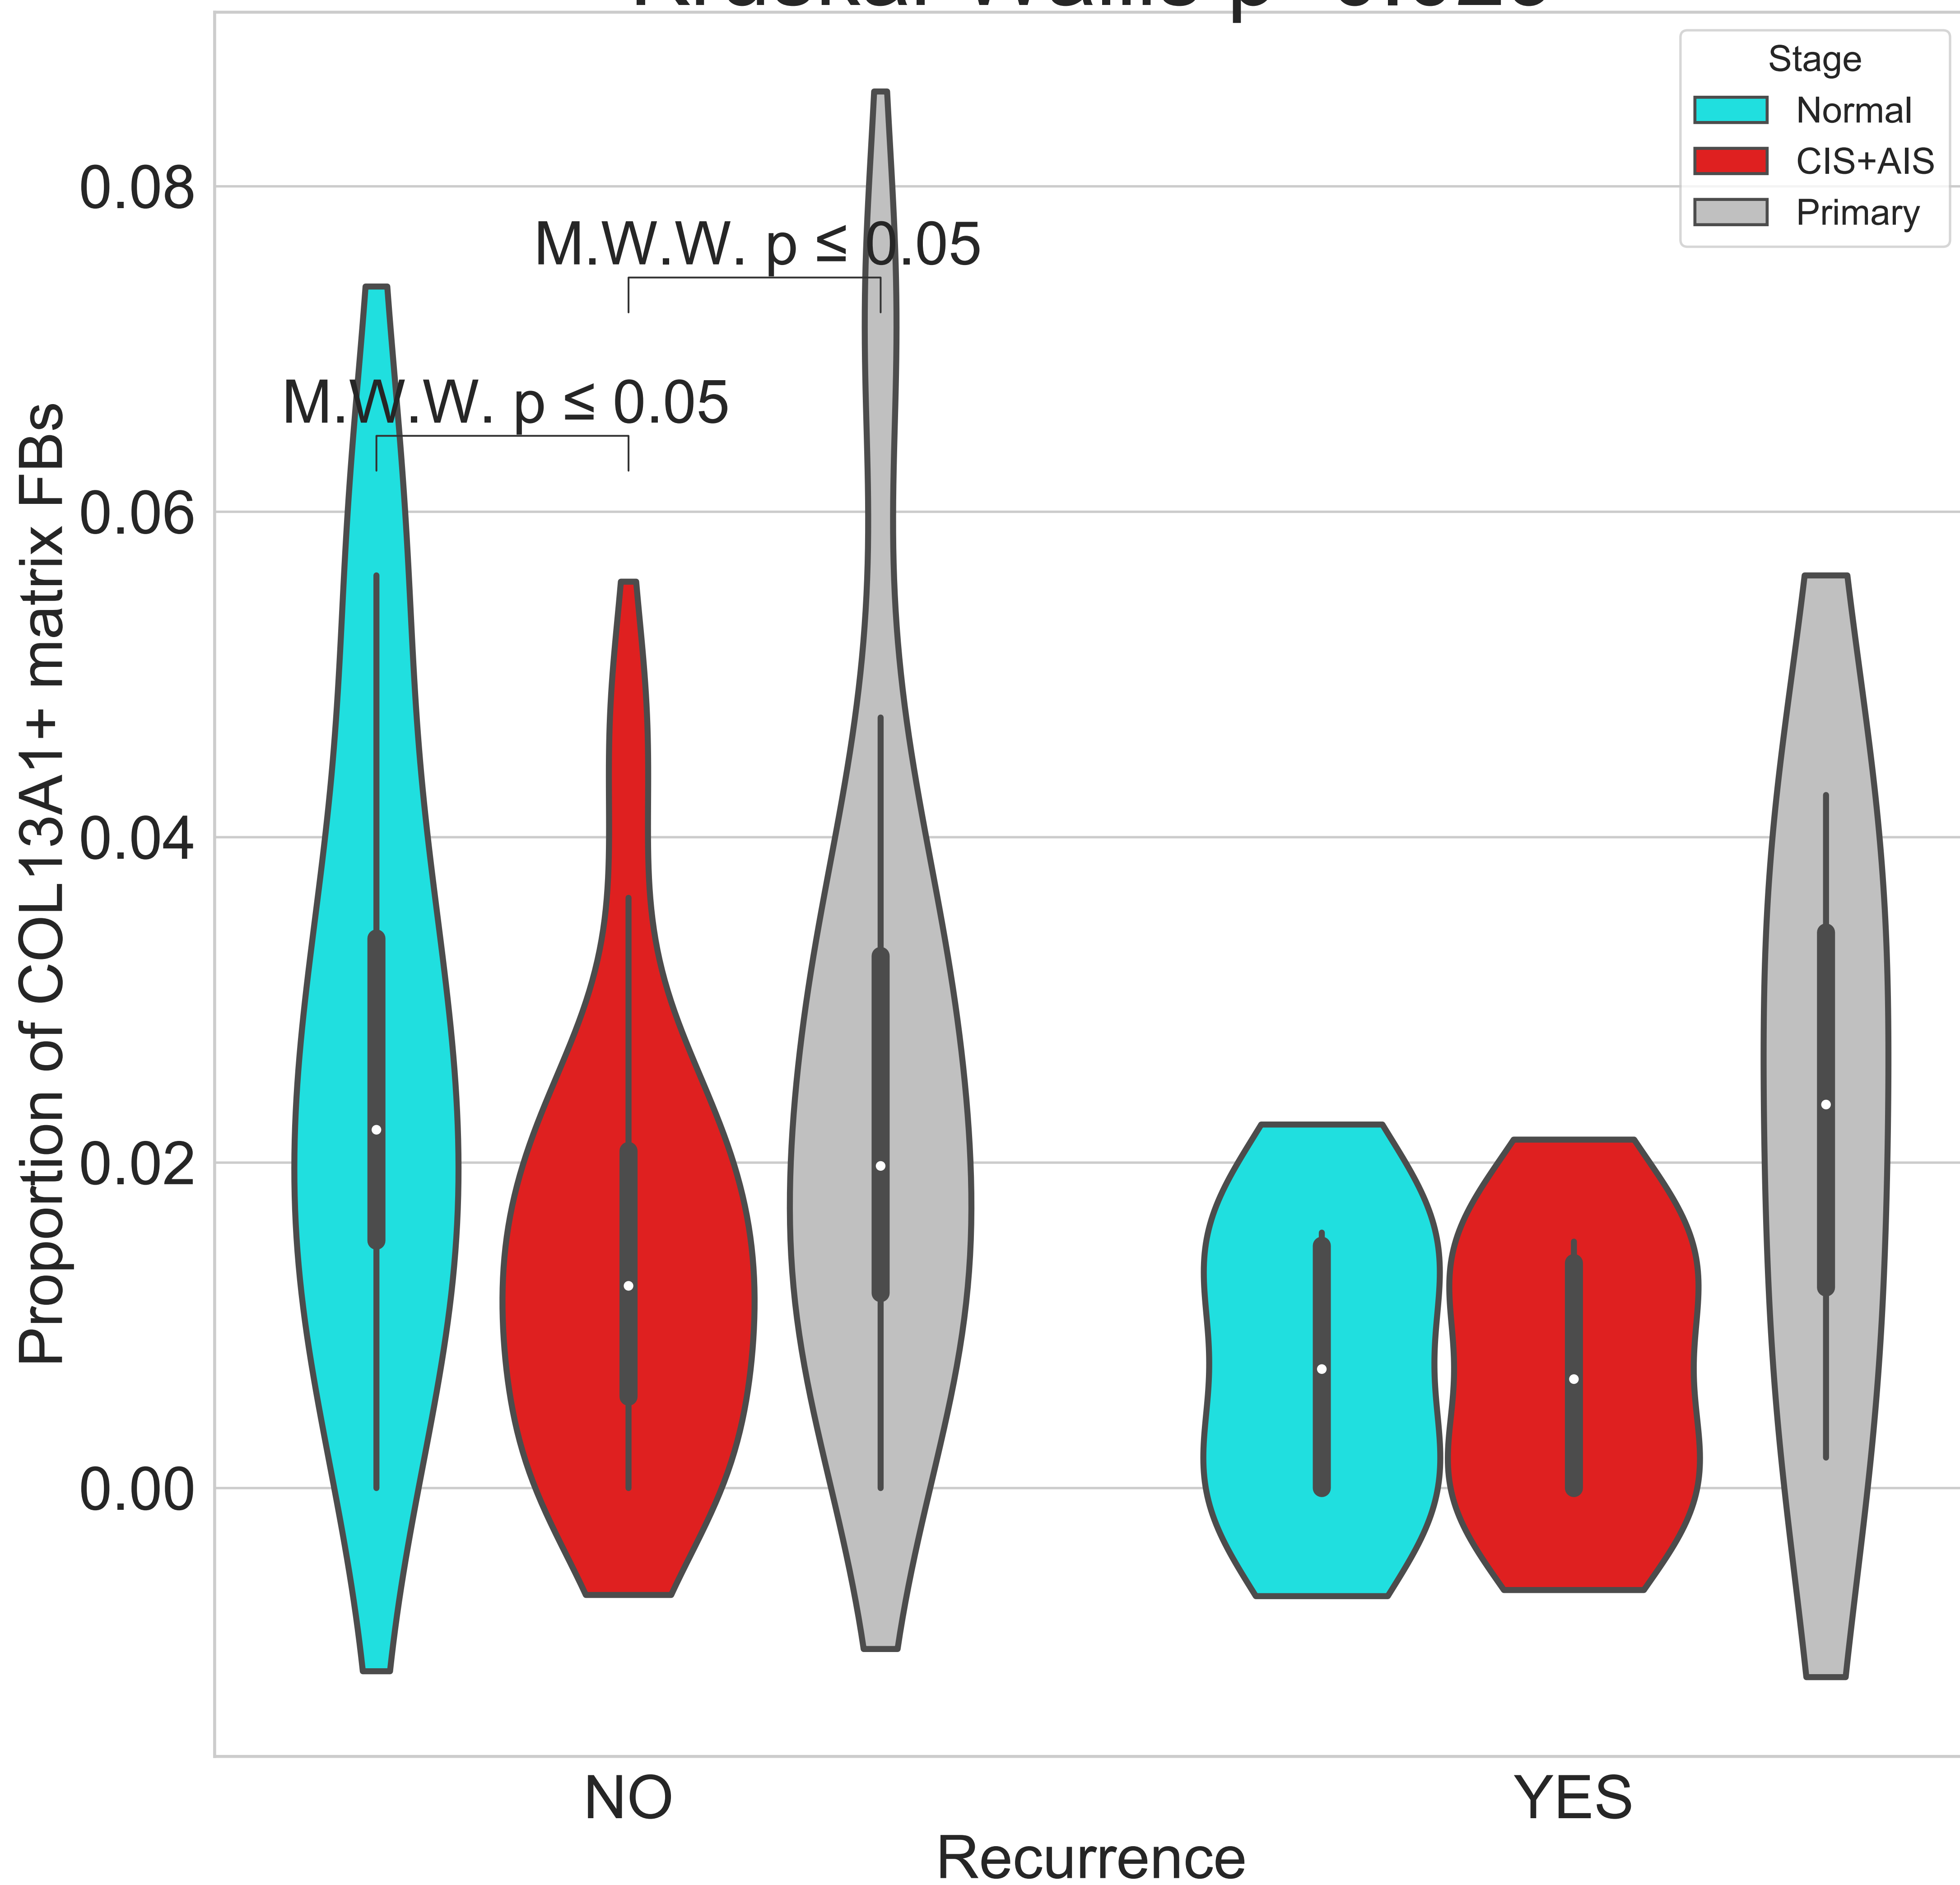 Stage
Normal
CIS+AIS
Primary
0.08
0.06
0.04
0.02
0.00
M.W.W. p ≤ 0.05
M.W.W. p ≤ 0.05
Proportion of COL13A1+ matrix FBs
NO
YES
Recurrence